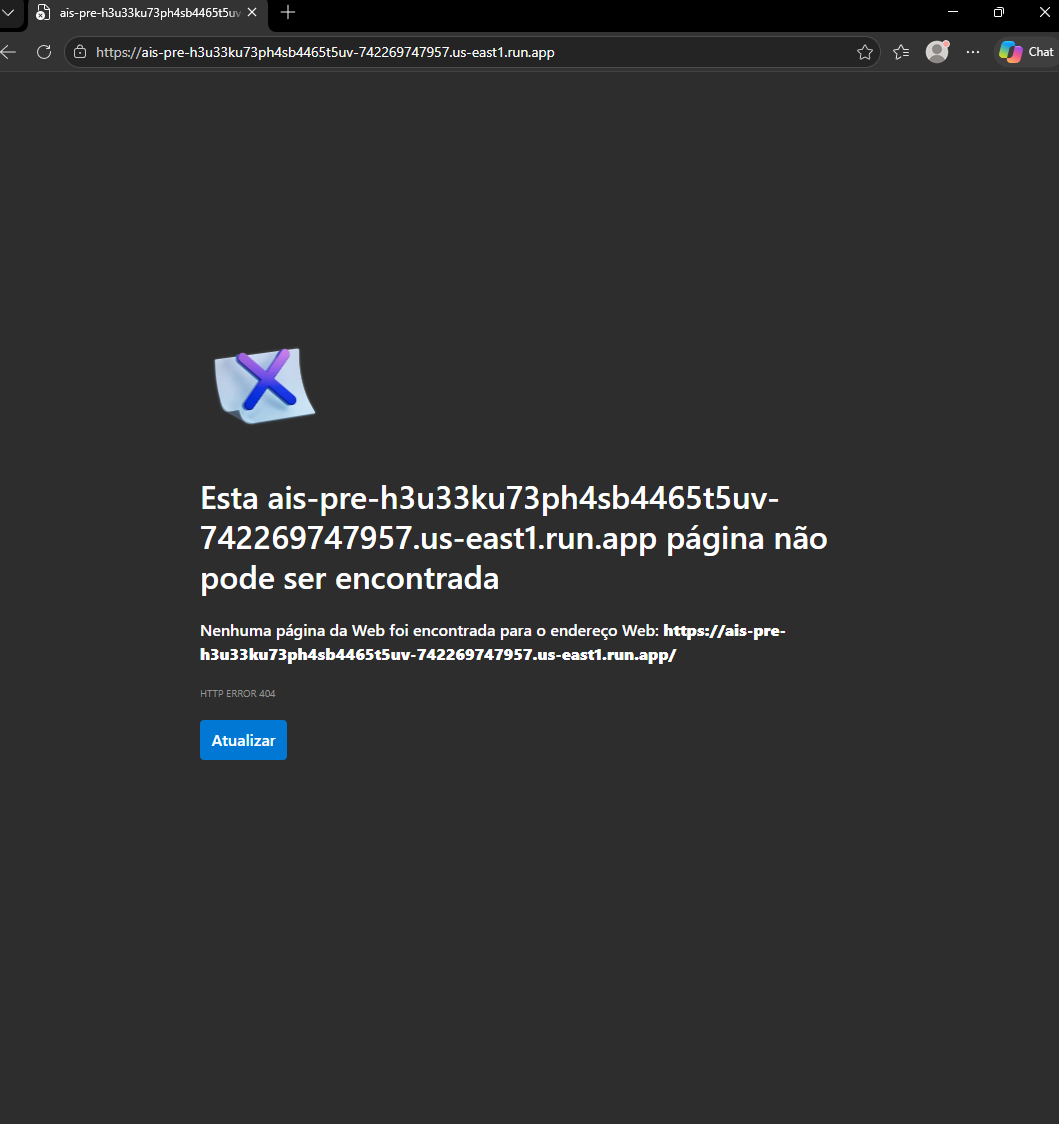 ais-pre-h3u33ku73ph4sb4465t5uv
https://ais-pre-h3u33ku73ph4sb4465t5uv-742269747957.us-east1.run.app
Chat
Esta ais-pre-h3u33ku73ph4sb4465t5uv-
742269747957.us-east1.run.app página não
pode ser encontrada
Nenhuma página da Web foi encontrada para o endereço Web: https://ais-pre-
h3u33ku73ph4sb4465t5uv-742269747957.us-east1.run.app/
HTTP ERROR 404
Atualizar